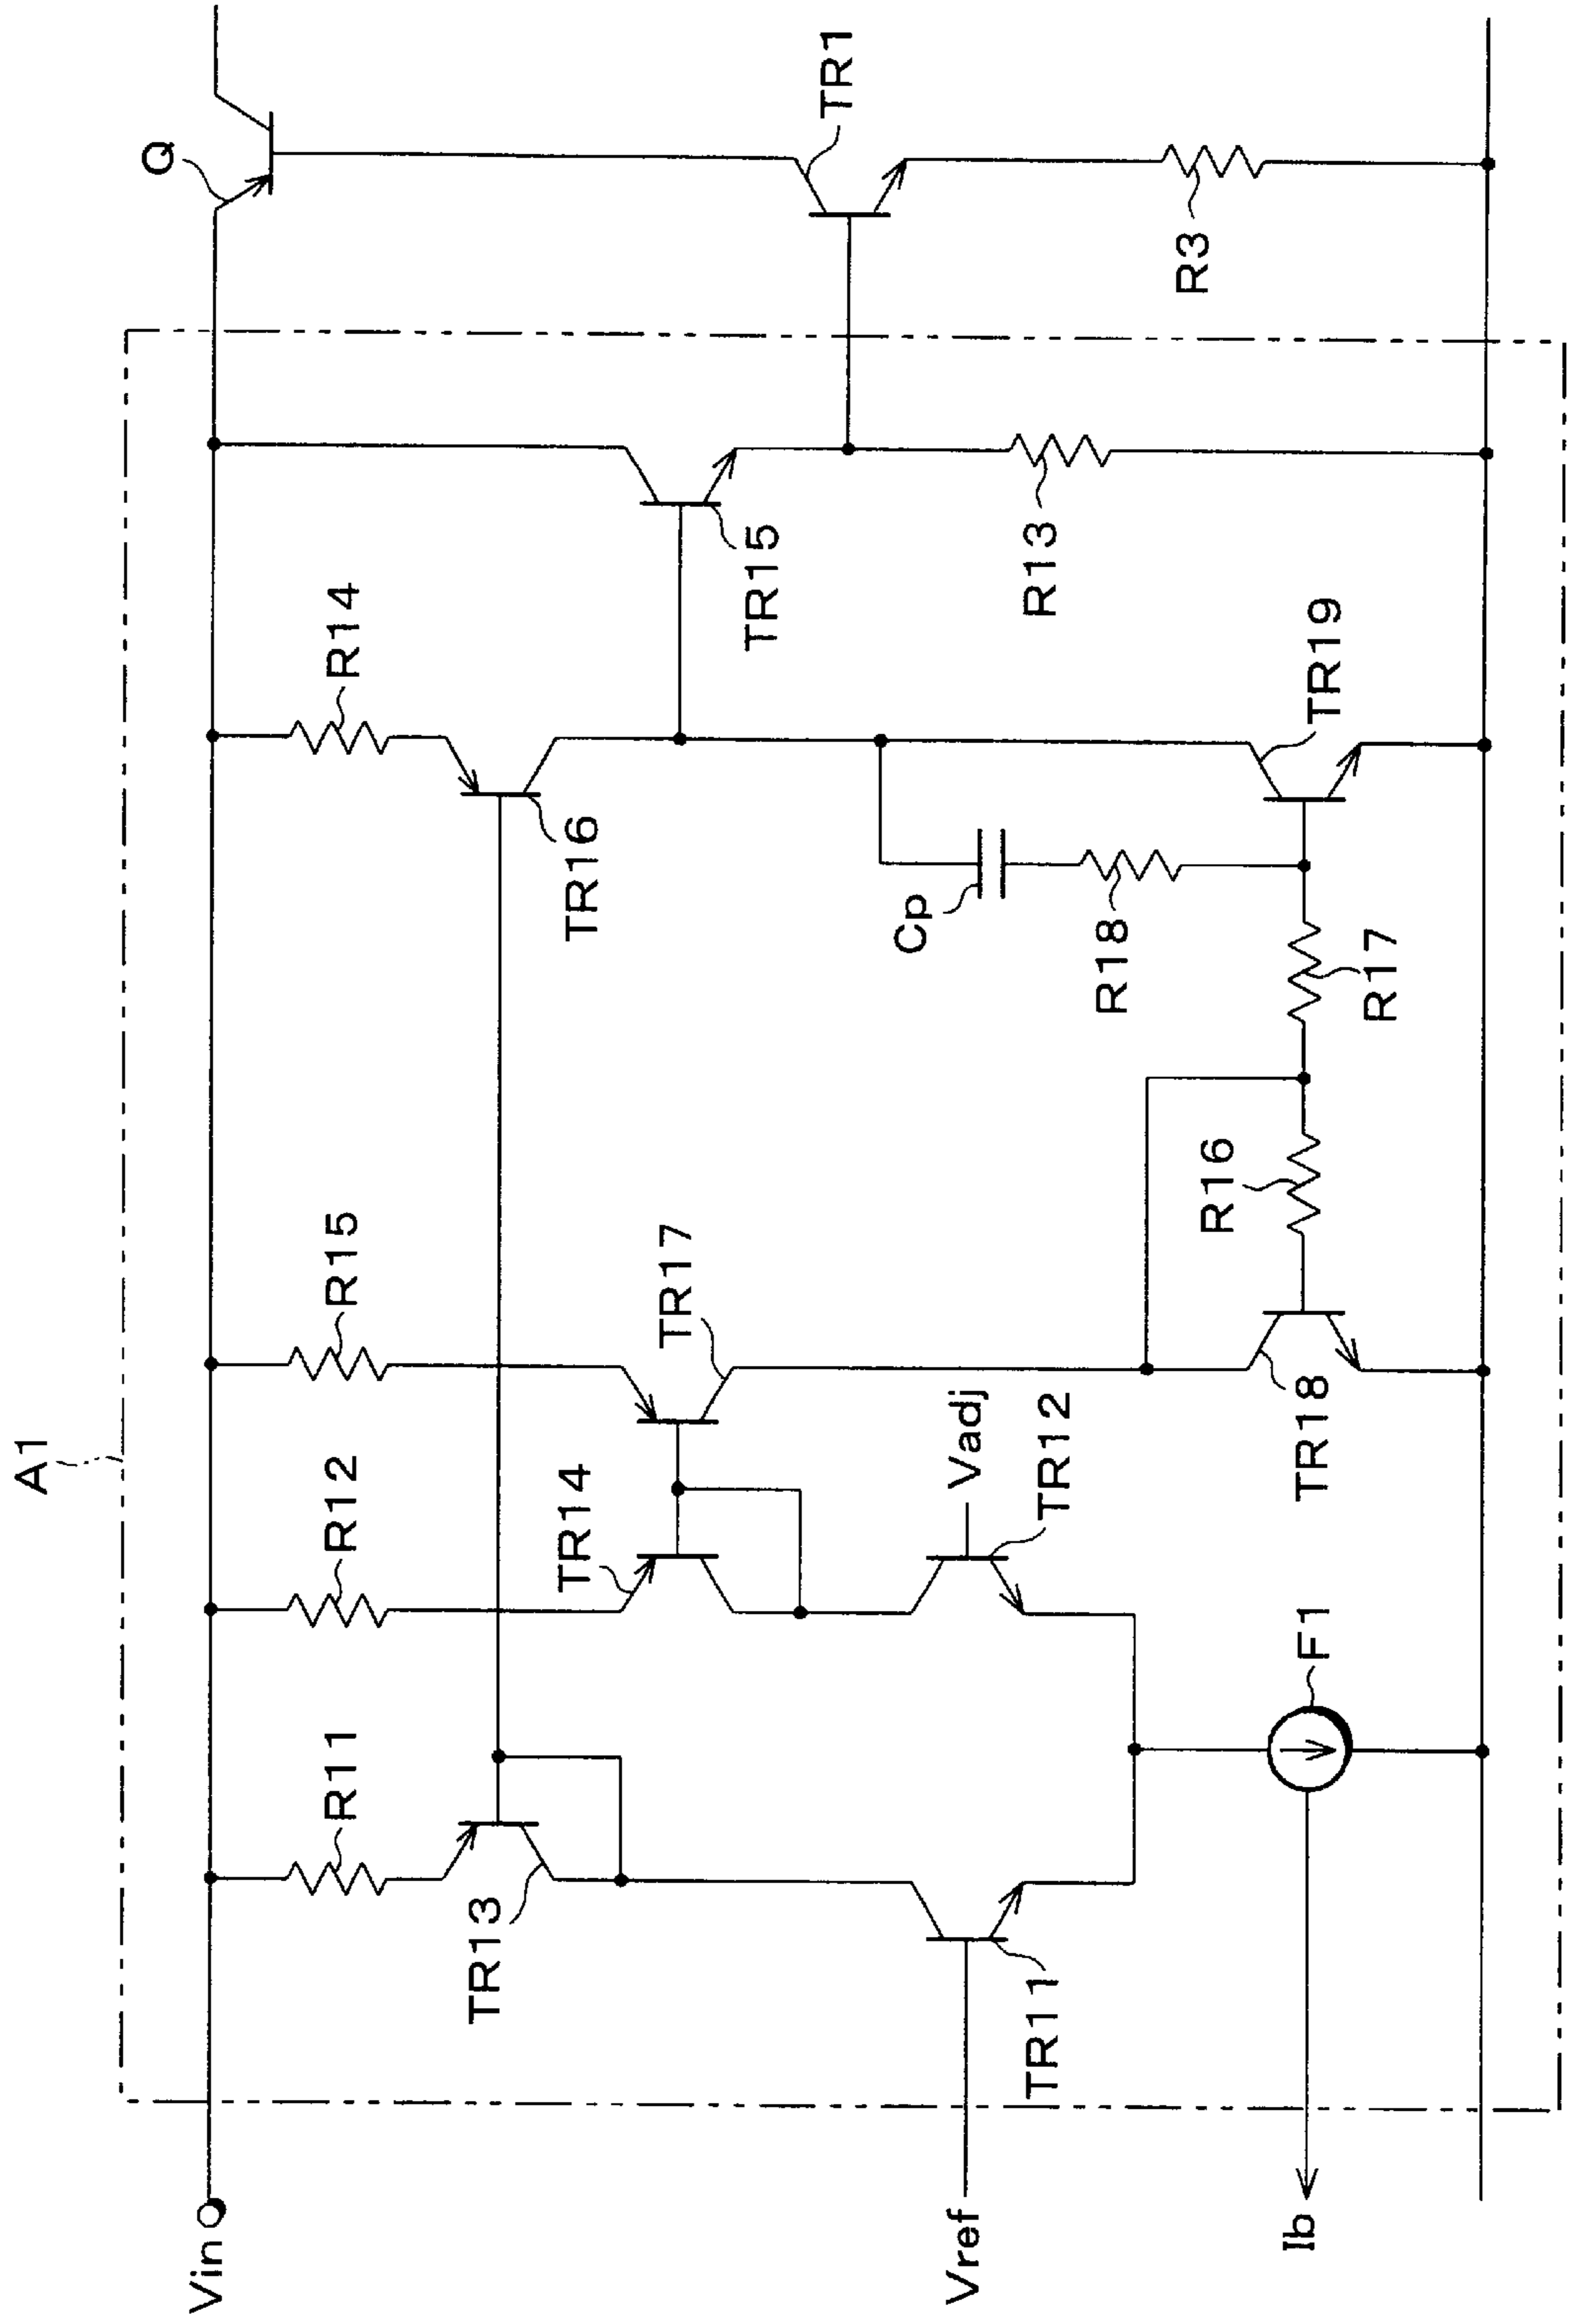 A1
Vin
Vref
Ib
R11
TR13
TR11
R12
TR14
Vadj
TR12
F1
R15
TR17
TR18
R16
R17
R18
Cp
TR16
R14
TR19
TR15
R13
Q
TR1
R3